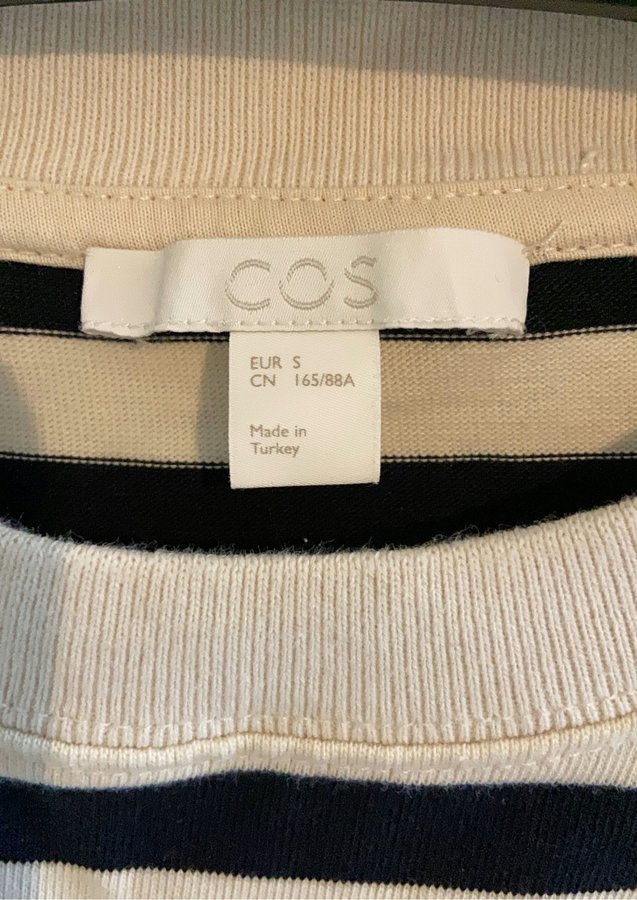 COS
EUR S
CN 165/88A
Made in
Turkey